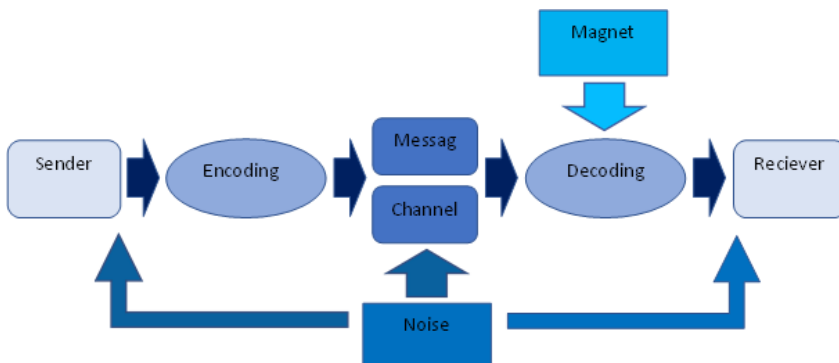 Magnet
Sender
Encoding
Messag
Channel
Decoding
Reciever
Noise